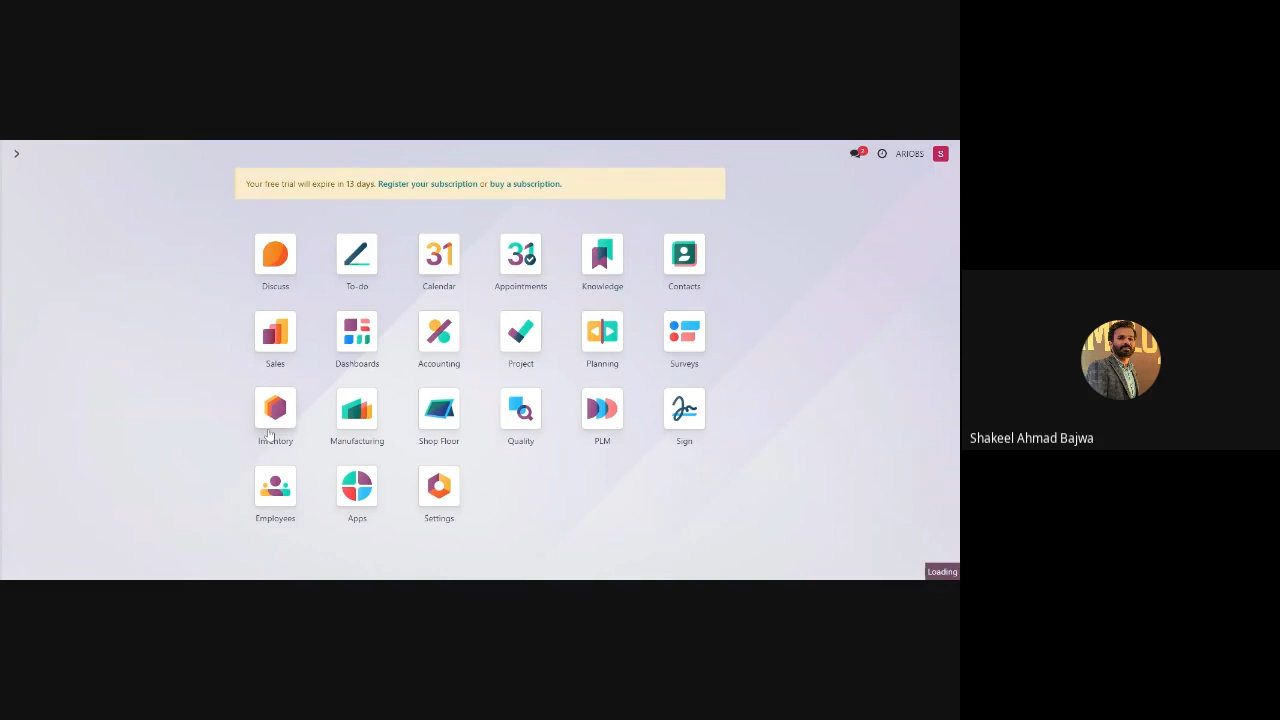 2
ARIOBS
S
Your free trial will expire in 13 days. Register your subscription or buy a subscription.
31
31
Discuss
To-do
Calendar
Appointments
Knowledge
Contacts
Sales
Dashboards
Accounting
Project
Planning
Surveys
Inventory
Manufacturing
Shop Floor
Quality
PLM
Sign
Shakeel Ahmad Bajwa
Employees
Apps
Settings
Loading